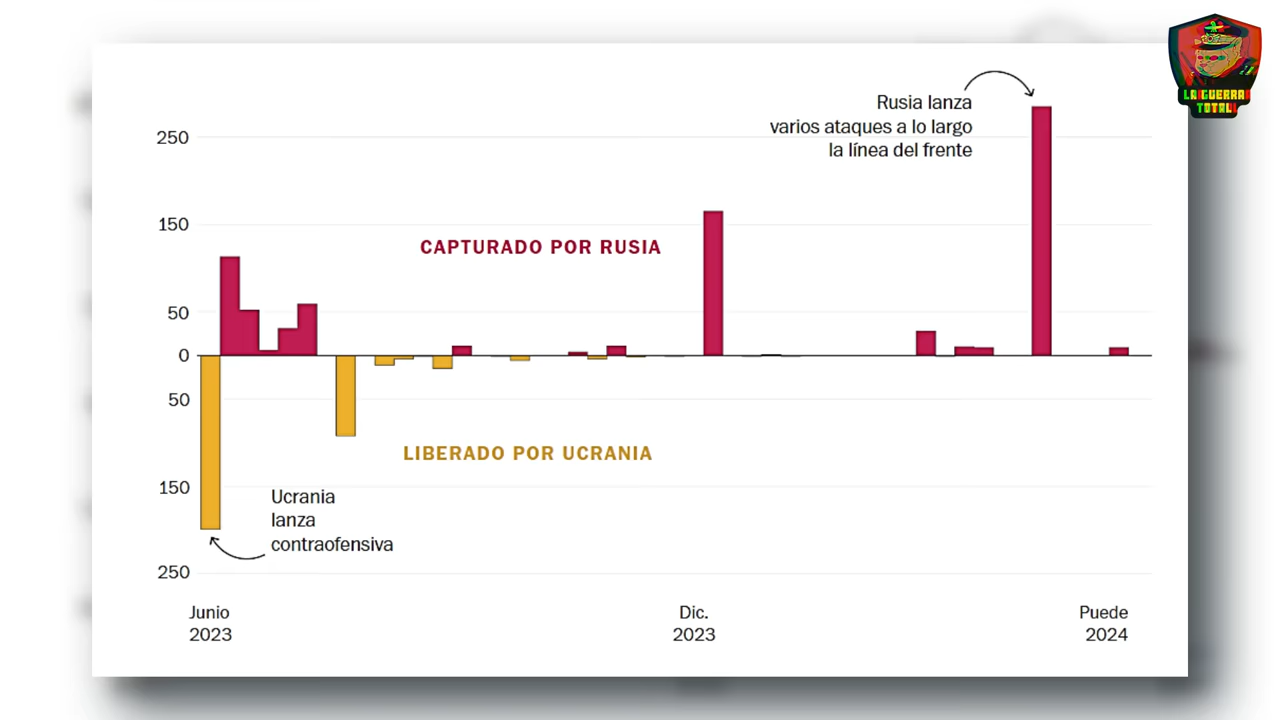 LA GUERRA
TOTAL
Rusia lanza
varios ataques a lo largo
la línea del frente
250
150
CAPTURADO POR RUSIA
50
0
50
LIBERADO POR UCRANIA
150
Ucrania
lanza
contraofensiva
250
Junio
2023
Dic.
2023
Puede
2024